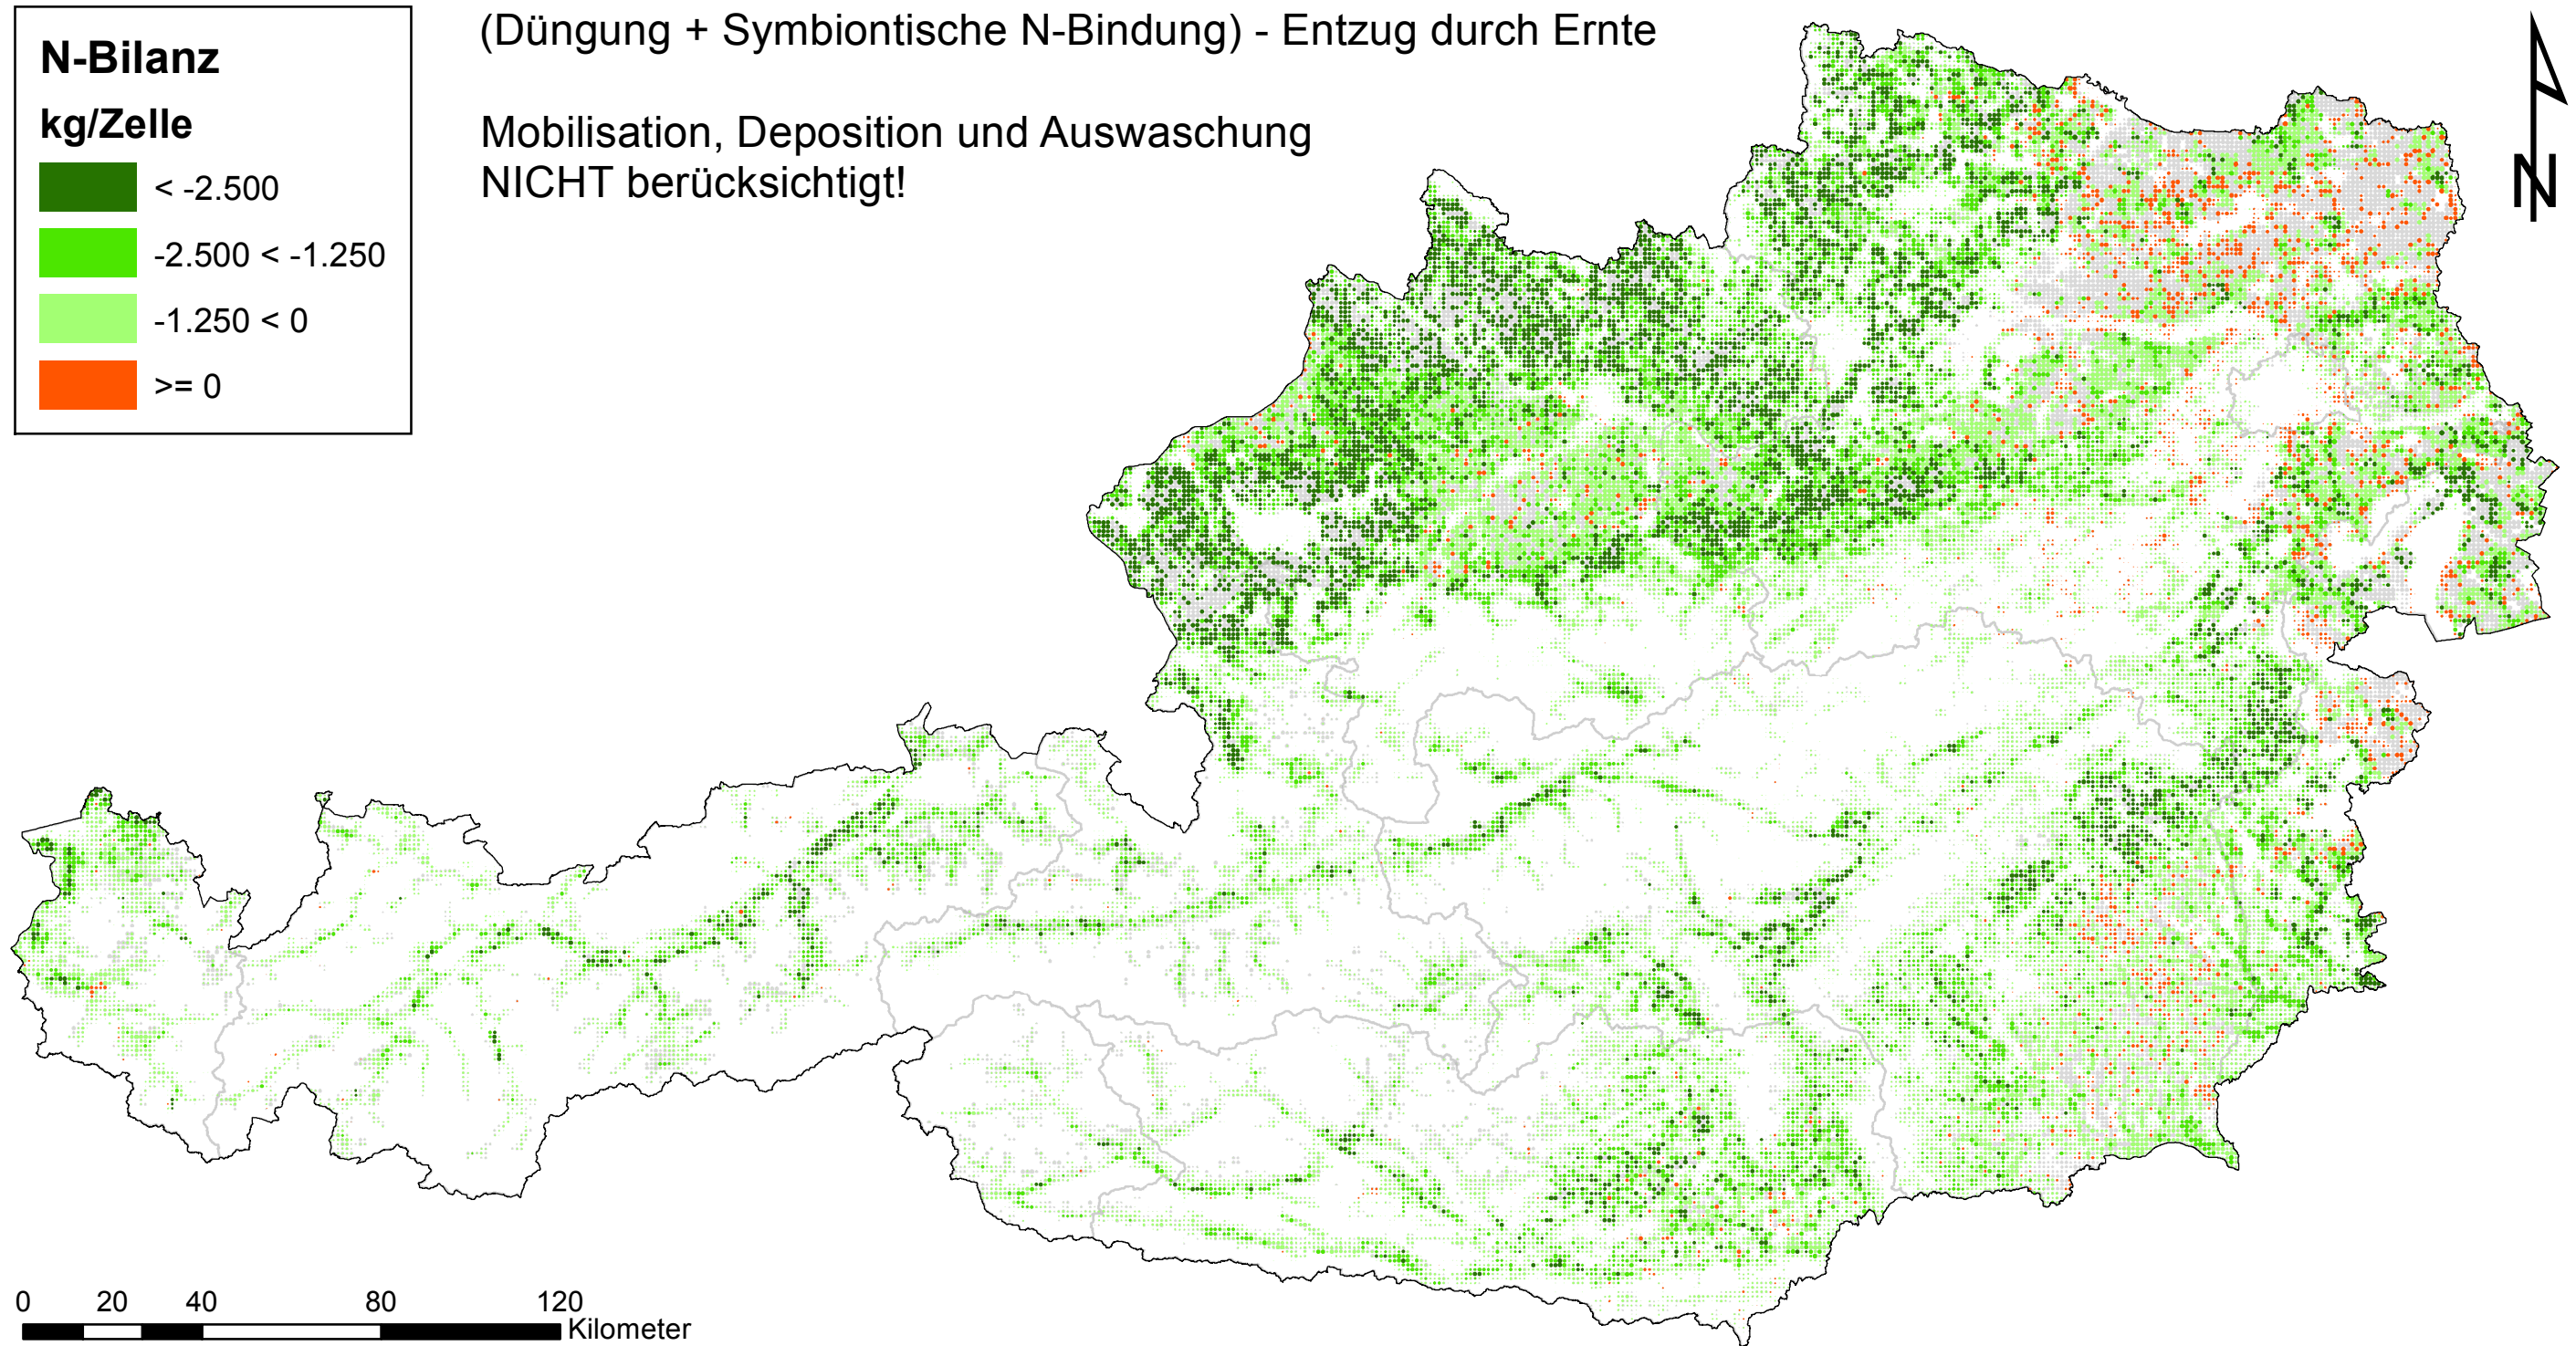 N-Bilanz
kg/Zelle
< -2.500
-2.500 < -1.250
-1.250 < 0
>= 0
(Düngung + Symbiontische N-Bindung) - Entzug durch Ernte
Mobilisation, Deposition und Auswaschung
NICHT berücksichtigt!
N
0 20 40 80 120
Kilometer